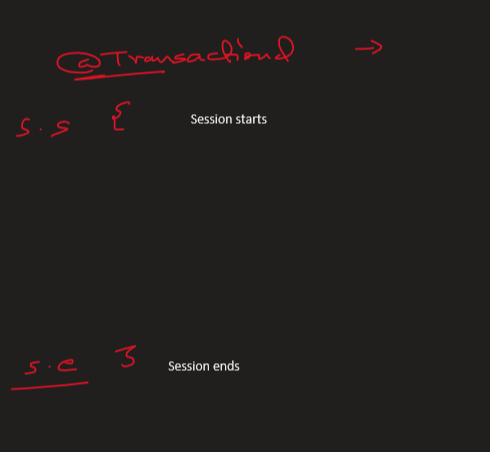 @Transactional →
S.S { Session starts
S.e } Session ends